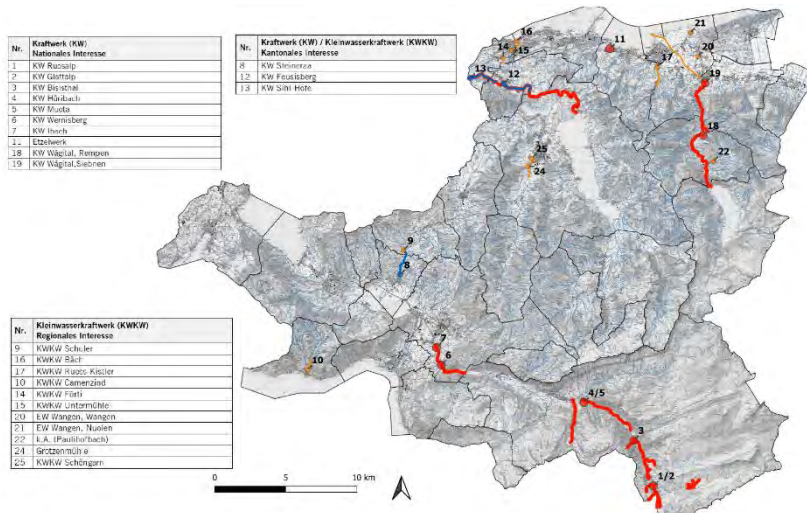 Nr. Kraftwerk (KW)
Nationales Interesse
1 KW Ruosalp
2 KW Glattalp
3 KW Bisisthal
4 KW Hüribach
5 KW Muota
6 KW Wernisberg
7 KW Ibach
11 Etzelwerk
18 KW Wägital, Rempen
19 KW Wägital,Siebnen
Nr. Kraftwerk (KW) / Kleinwasserkraftwerk (KWKW)
Kantonales Interesse
8 KW Steineraa
12 KW Feusisberg
13 KW Sihl-Höfe
Nr. Kleinwasserkraftwerk (KWKW)
Regionales Interesse
9 KWKW Schuler
16 KWKW Bäch
17 KWKW Ruots-Kistler
10 KWKW Camenzind
14 KWKW Fürti
15 KWKW Untermühle
20 EW Wangen, Wangen
21 EW Wangen, Nuolen
22 k.A. (Paulihofbach)
24 Grotzenmühle
25 KWKW Schöngarn
16
14
15
11
21
20
17
19
13
12
18
22
25
24
9
8
10
7
6
4/5
3
1/2
0 5 10 km